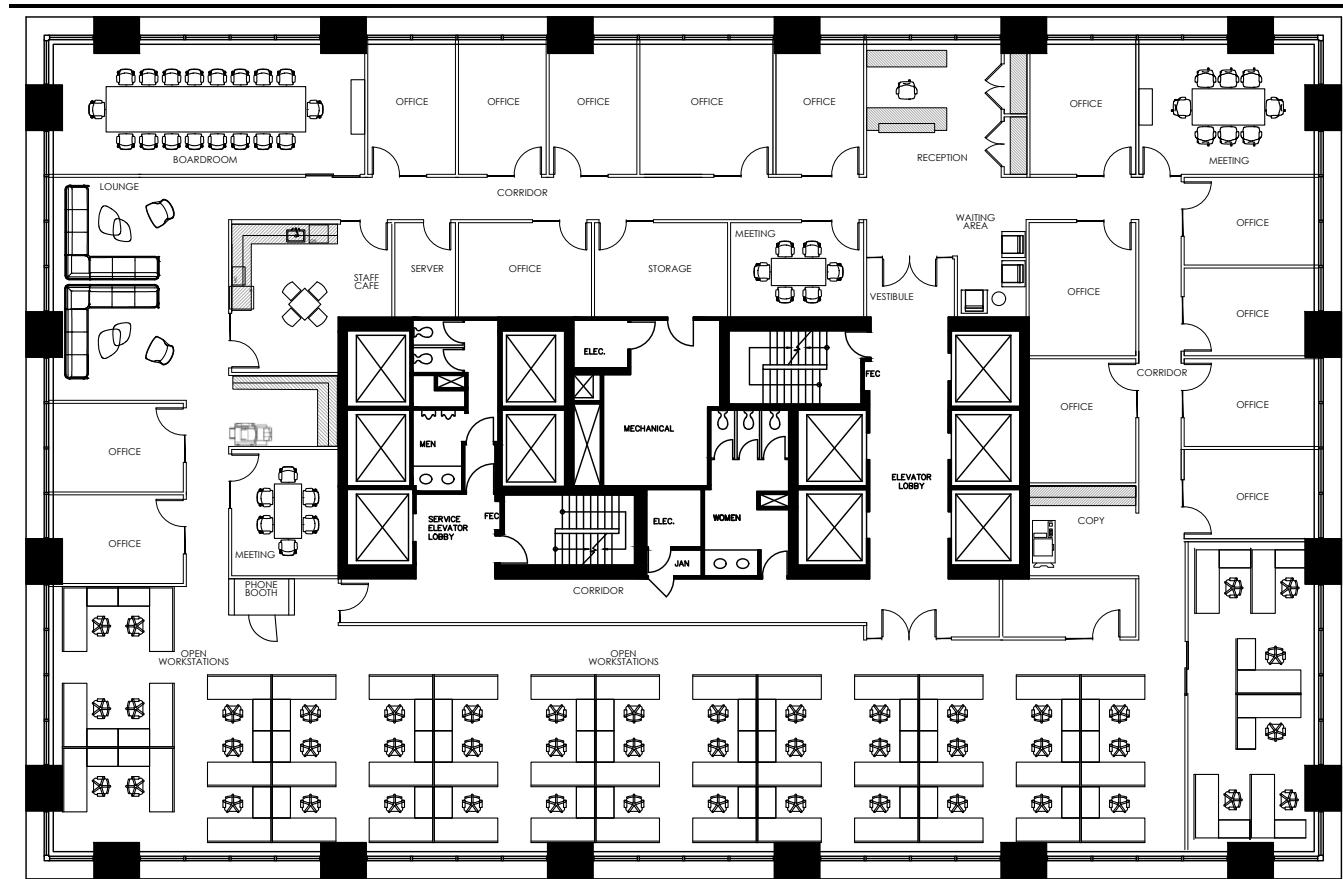 OFFICE
OFFICE
OFFICE
OFFICE
OFFICE
OFFICE
BOARDROOM
RECEPTION
MEETING
LOUNGE
CORRIDOR
WAITING
AREA
OFFICE
MEETING
STAFF
CAFE
SERVER
OFFICE
STORAGE
OFFICE
VESTIBULE
OFFICE
ELEC.
FEC
CORRIDOR
OFFICE
OFFICE
MEN
MECHANICAL
OFFICE
ELEVATOR
LOBBY
OFFICE
SERVICE
ELEVATOR
LOBBY
FEC
ELEC.
WOMEN
COPY
OFFICE
MEETING
JAN
PHONE
BOOTH
CORRIDOR
OPEN
WORKSTATIONS
OPEN
WORKSTATIONS